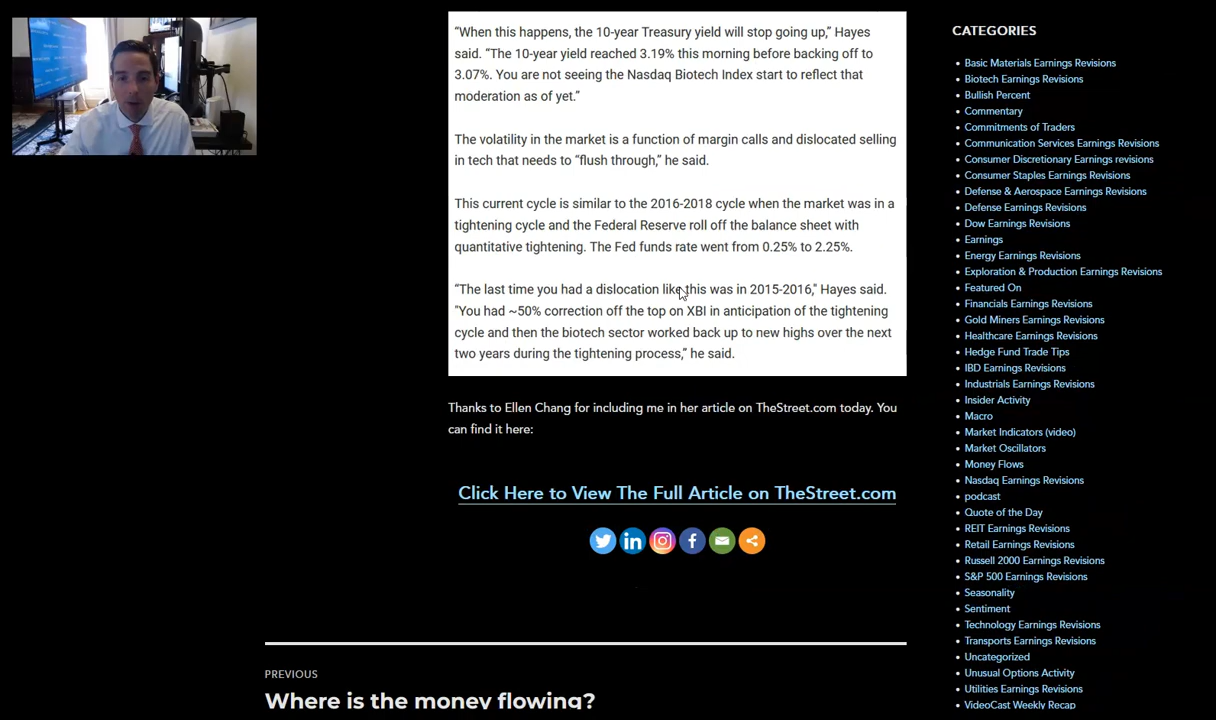 “When this happens, the 10-year Treasury yield will stop going up,” Hayes
said. “The 10-year yield reached 3.19% this morning before backing off to
3.07%. You are not seeing the Nasdaq Biotech Index start to reflect that
moderation as of yet.”
The volatility in the market is a function of margin calls and dislocated selling
in tech that needs to “flush through,” he said.
This current cycle is similar to the 2016-2018 cycle when the market was in a
tightening cycle and the Federal Reserve roll off the balance sheet with
quantitative tightening. The Fed funds rate went from 0.25% to 2.25%.
“The last time you had a dislocation like this was in 2015-2016," Hayes said.
"You had ~50% correction off the top on XBI in anticipation of the tightening
cycle and then the biotech sector worked back up to new highs over the next
two years during the tightening process,” he said.
Thanks to Ellen Chang for including me in her article on TheStreet.com today. You
can find it here:
Click Here to View The Full Article on TheStreet.com
PREVIOUS
Where is the money flowing?
CATEGORIES
Basic Materials Earnings Revisions
Biotech Earnings Revisions
Bullish Percent
Commentary
Commitments of Traders
Communication Services Earnings Revisions
Consumer Discretionary Earnings revisions
Consumer Staples Earnings Revisions
Defense & Aerospace Earnings Revisions
Defense Earnings Revisions
Dow Earnings Revisions
Earnings
Energy Earnings Revisions
Exploration & Production Earnings Revisions
Featured On
Financials Earnings Revisions
Gold Miners Earnings Revisions
Healthcare Earnings Revisions
Hedge Fund Trade Tips
IBD Earnings Revisions
Industrials Earnings Revisions
Insider Activity
Macro
Market Indicators (video)
Market Oscillators
Money Flows
Nasdaq Earnings Revisions
podcast
Quote of the Day
REIT Earnings Revisions
Retail Earnings Revisions
Russell 2000 Earnings Revisions
S&P 500 Earnings Revisions
Seasonality
Sentiment
Technology Earnings Revisions
Transports Earnings Revisions
Uncategorized
Unusual Options Activity
Utilities Earnings Revisions
VideoCast Weekly Recap